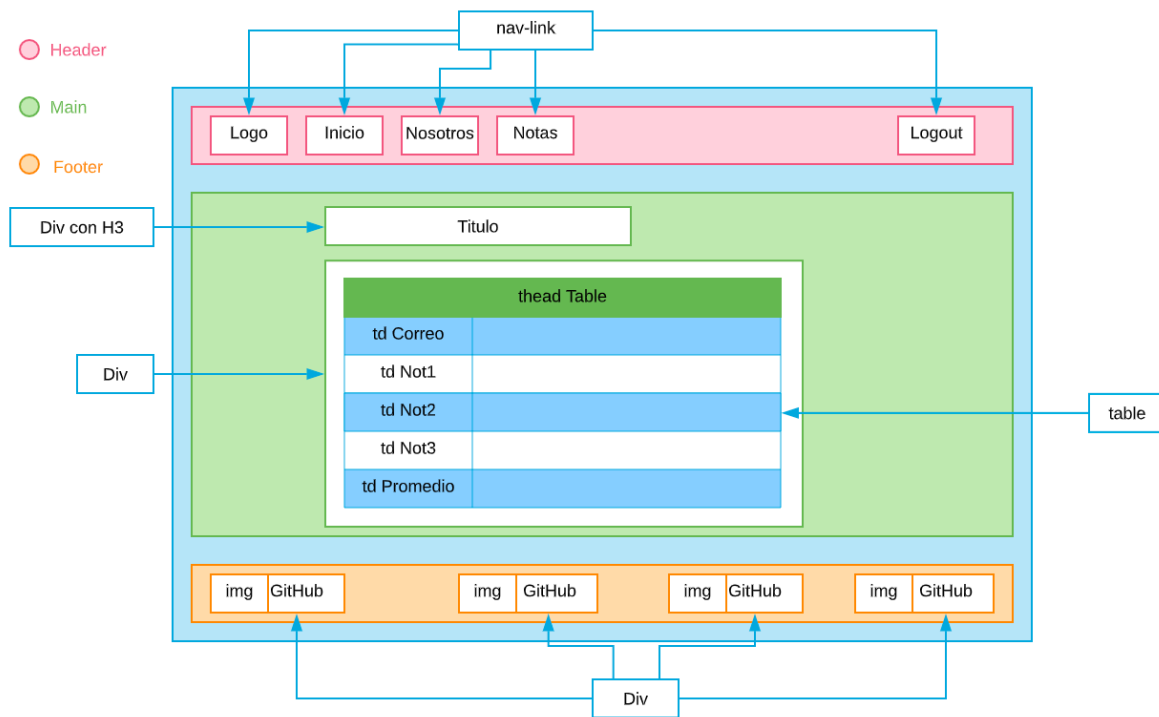 nav-link
Header
Main
Footer
Logo
Inicio
Nosotros
Notas
Logout
Div con H3
Titulo
thead Table
td Correo
Div
td Not1
td Not2
table
td Not3
td Promedio
img GitHub
img GitHub
img GitHub
img GitHub
Div